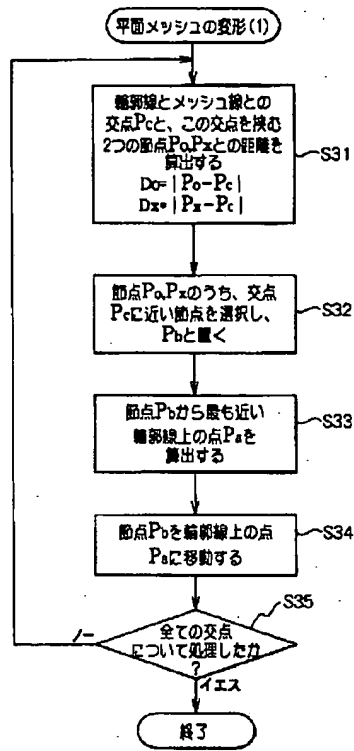 平面メッシュの変形(1)
輪郭線とメッシュ線との
交点Pcと、この交点を挟む
2つの節点Po,Pxとの距離を
算出する
Do=|Po-Pc|
Dx=|Px-Pc|
S31
節点Po,Pxのうち、交点
Pcに近い節点を選択し、
Pbと置く
S32
節点Pbから最も近い
輪郭線上の点Paを
算出する
S33
節点Pbを輪郭線上の点
Paに移動する
S34
S35
全ての交点
について処理したか
?
ノー
イエス
終了